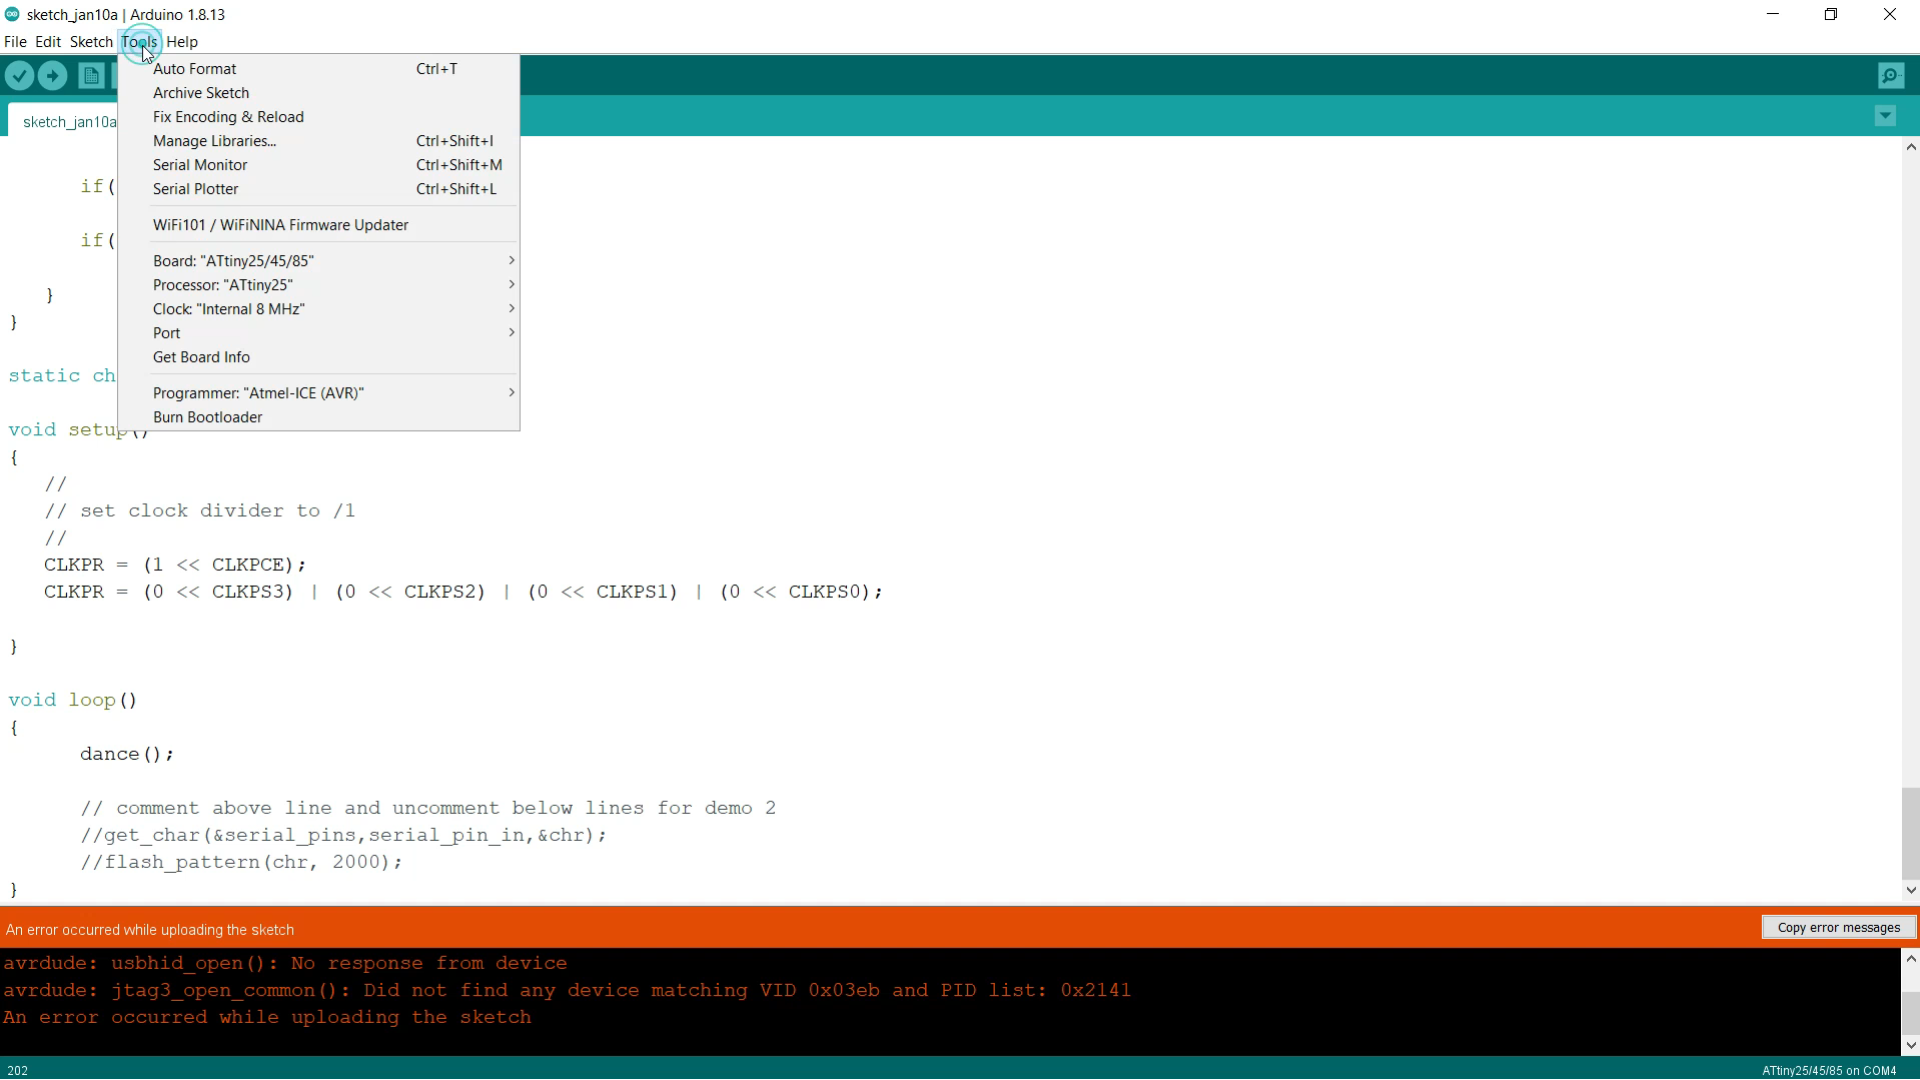 sketch_jan10a | Arduino 1.8.13
File Edit Sketch Tools Help
Auto Format Ctrl+T
Archive Sketch
Fix Encoding & Reload
Manage Libraries... Ctrl+Shift+I
Serial Monitor Ctrl+Shift+M
Serial Plotter Ctrl+Shift+L
WiFi101 / WiFiNINA Firmware Updater
Board: "ATtiny25/45/85"
Processor: "ATtiny25"
Clock: "Internal 8 MHz"
Port
Get Board Info
Programmer: "Atmel-ICE (AVR)"
Burn Bootloader
sketch_jan10a
if(
if(
}
}
static ch
void setup()
{
//
// set clock divider to /1
//
CLKPR = (1 << CLKPCE);
CLKPR = (0 << CLKPS3) | (0 << CLKPS2) | (0 << CLKPS1) | (0 << CLKPS0);
}
void loop()
{
dance();
// comment above line and uncomment below lines for demo 2
//get_char(&serial_pins,serial_pin_in,&chr);
//flash_pattern(chr, 2000);
}
An error occurred while uploading the sketch
Copy error messages
avrdude: usbhid_open(): No response from device
avrdude: jtag3_open_common(): Did not find any device matching VID 0x03eb and PID list: 0x2141
An error occurred while uploading the sketch
202
ATtiny25/45/85 on COM4